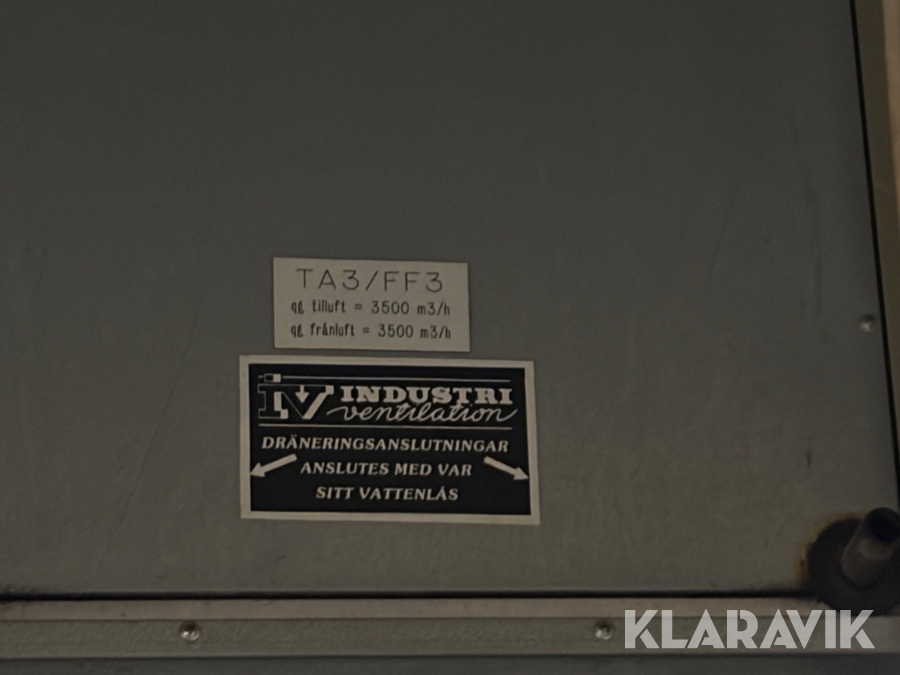 TA3/FF3
qg tilluft = 3500 m3/h
qg frånluft = 3500 m3/h
IV INDUSTRI
ventilation
DRÄNERINGSANSLUTNINGAR
ANSLUTES MED VAR
SITT VATTENLÅS
KLARAVIK